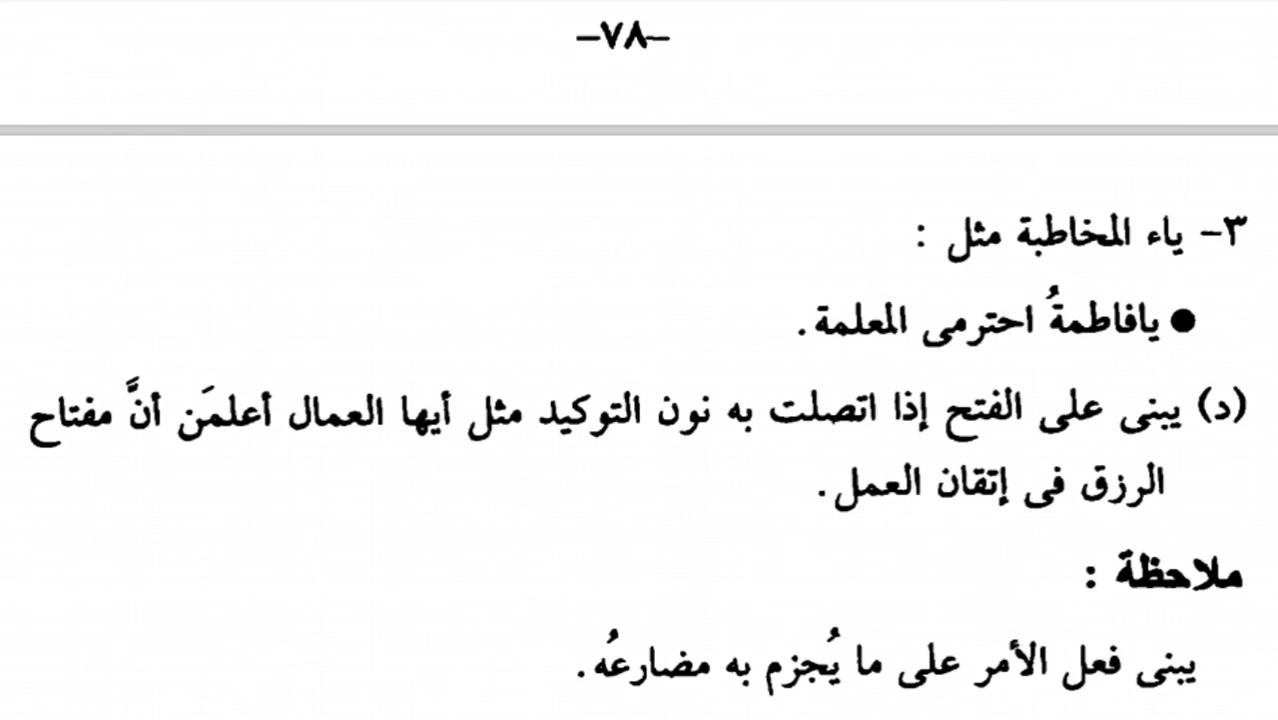 –٧٨–
٣– ياء المخاطبة مثل :
● يافاطمةُ احترمى المعلمة .
(د) يبنى على الفتح إذا اتصلت به نون التوكيد مثل أيها العمال أعلمَن أنَّ مفتاح
الرزق فى إتقان العمل .
ملاحظة :
يبنى فعل الأمر على ما يُجزم به مضارعُه .